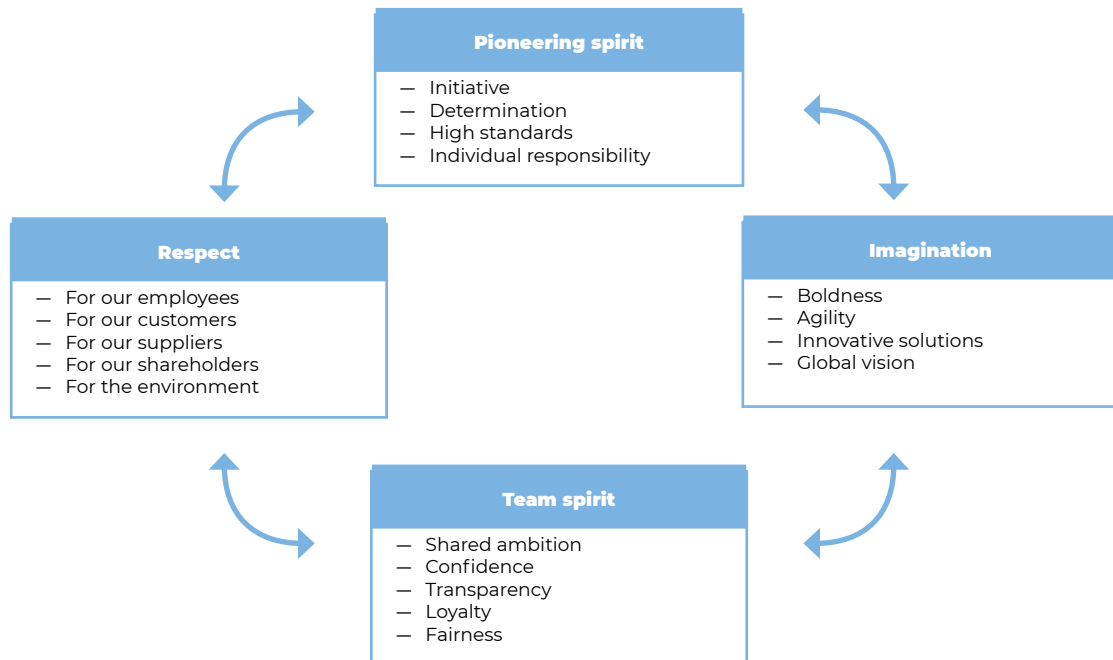 Pioneering spirit
— Initiative
— Determination
— High standards
— Individual responsibility
Respect
— For our employees
— For our customers
— For our suppliers
— For our shareholders
— For the environment
Imagination
— Boldness
— Agility
— Innovative solutions
— Global vision
Team spirit
— Shared ambition
— Confidence
— Transparency
— Loyalty
— Fairness